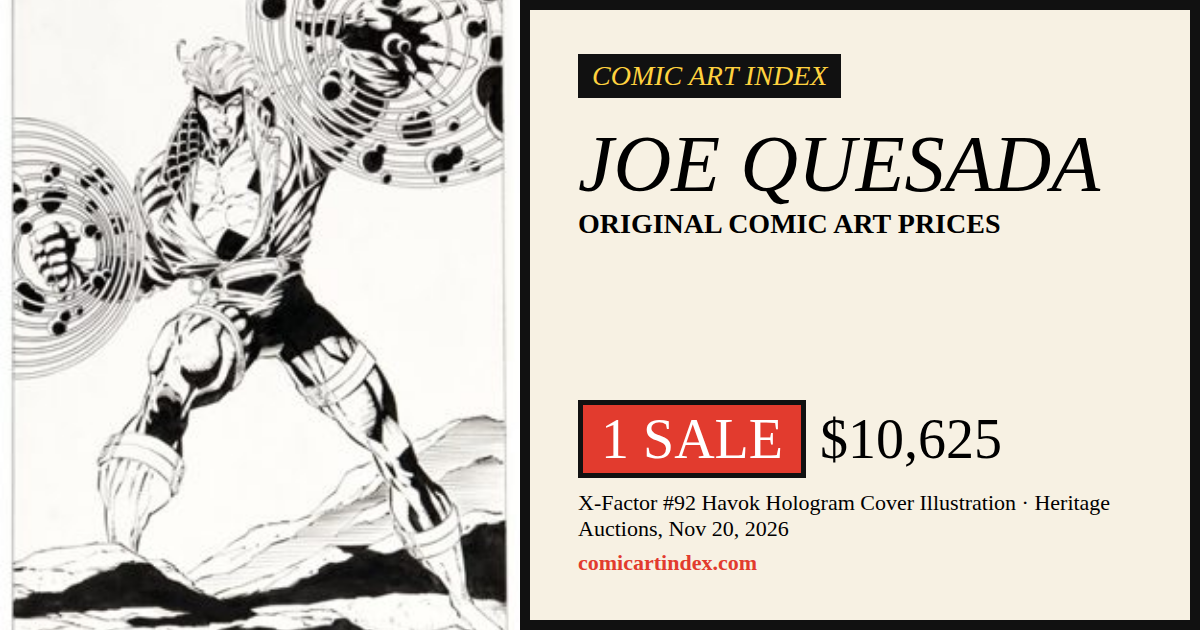 COMIC ART INDEX
JOE QUESADA
ORIGINAL COMIC ART PRICES
1 SALE $10,625
X-Factor #92 Havok Hologram Cover Illustration · Heritage
Auctions, Nov 20, 2026
comicartindex.com